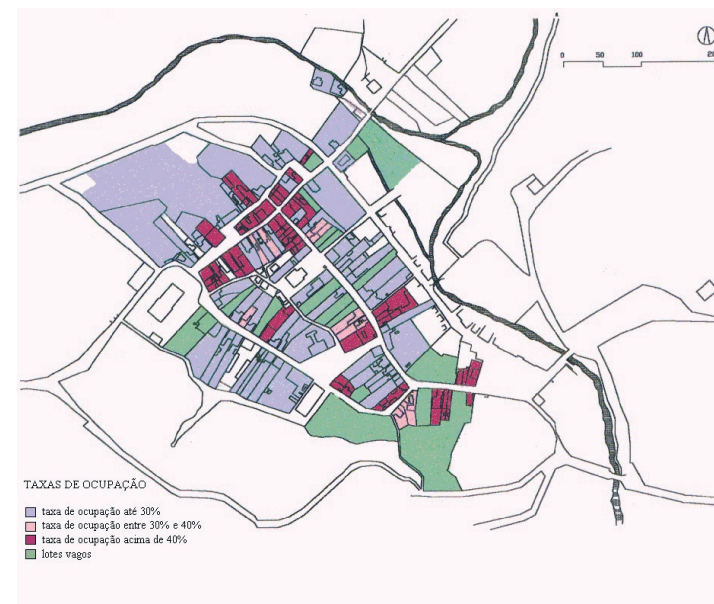 0 50 100 20
TAXAS DE OCUPAÇÃO
taxa de ocupação até 30%
taxa de ocupação entre 30% e 40%
taxa de ocupação acima de 40%
lotes vagos